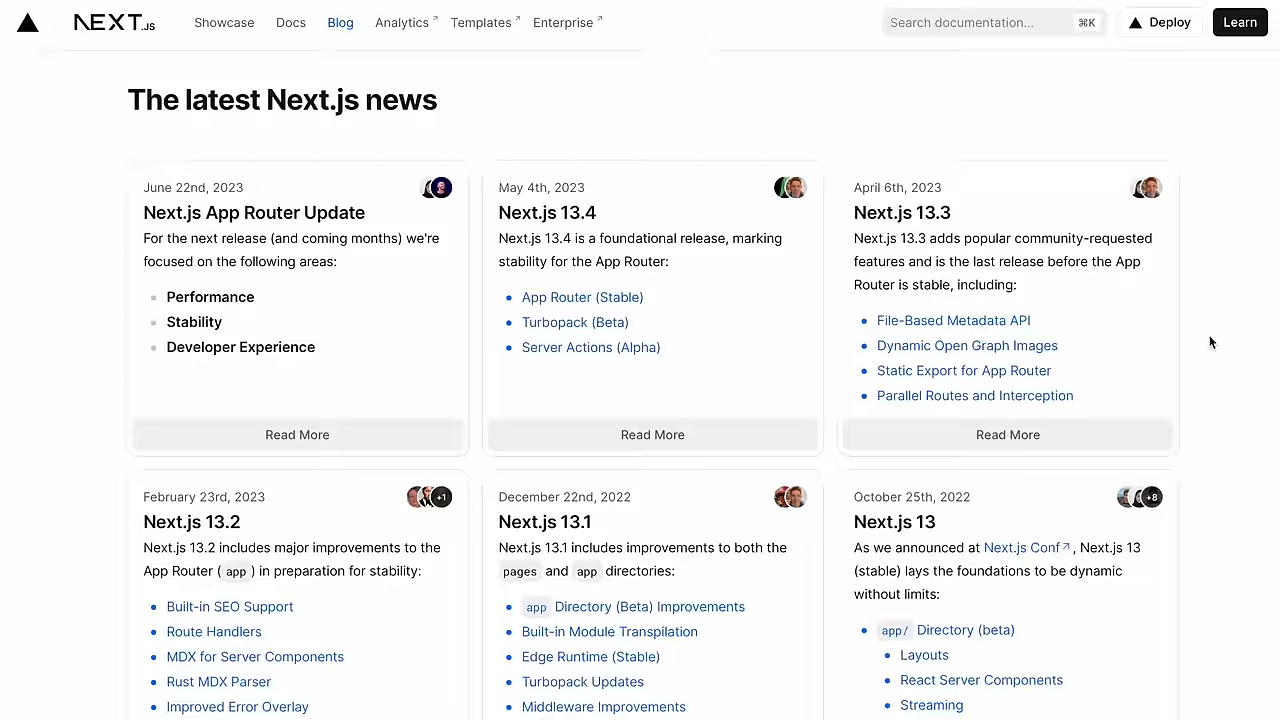 NEXT.JS Showcase Docs Blog Analytics↗ Templates↗ Enterprise↗ Search documentation... ⌘K Deploy Learn
The latest Next.js news
June 22nd, 2023
Next.js App Router Update
For the next release (and coming months) we're
focused on the following areas:
Performance
Stability
Developer Experience
Read More
May 4th, 2023
Next.js 13.4
Next.js 13.4 is a foundational release, marking
stability for the App Router:
App Router (Stable)
Turbopack (Beta)
Server Actions (Alpha)
Read More
April 6th, 2023
Next.js 13.3
Next.js 13.3 adds popular community-requested
features and is the last release before the App
Router is stable, including:
File-Based Metadata API
Dynamic Open Graph Images
Static Export for App Router
Parallel Routes and Interception
Read More
February 23rd, 2023 +1
Next.js 13.2
Next.js 13.2 includes major improvements to the
App Router ( app ) in preparation for stability:
Built-in SEO Support
Route Handlers
MDX for Server Components
Rust MDX Parser
Improved Error Overlay
December 22nd, 2022
Next.js 13.1
Next.js 13.1 includes improvements to both the
pages and app directories:
app Directory (Beta) Improvements
Built-in Module Transpilation
Edge Runtime (Stable)
Turbopack Updates
Middleware Improvements
October 25th, 2022 +8
Next.js 13
As we announced at Next.js Conf↗, Next.js 13
(stable) lays the foundations to be dynamic
without limits:
app/ Directory (beta)
Layouts
React Server Components
Streaming